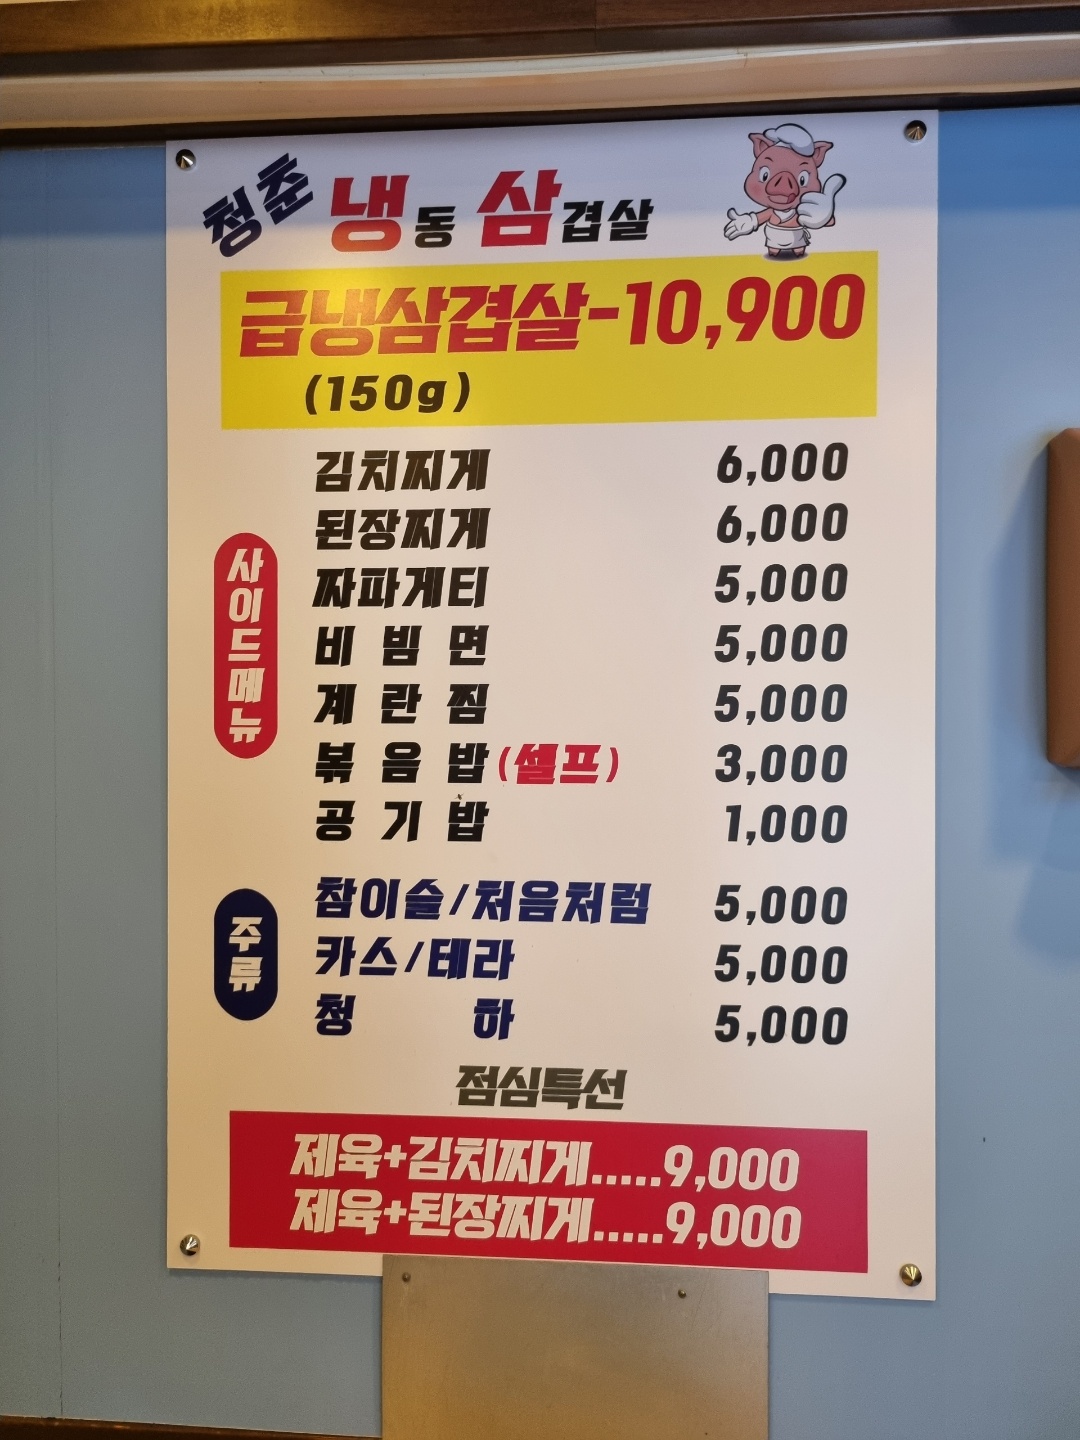 청춘 냉동 삼겹살
급냉삼겹살-10,900
(150g)
사이드메뉴
김치찌게 6,000
된장찌게 6,000
짜파게티 5,000
비빔면 5,000
계란찜 5,000
볶음밥(셀프) 3,000
공기밥 1,000
주류
참이슬/처음처럼 5,000
카스/테라 5,000
청하 5,000
점심특선
제육+김치찌게.....9,000
제육+된장찌게.....9,000